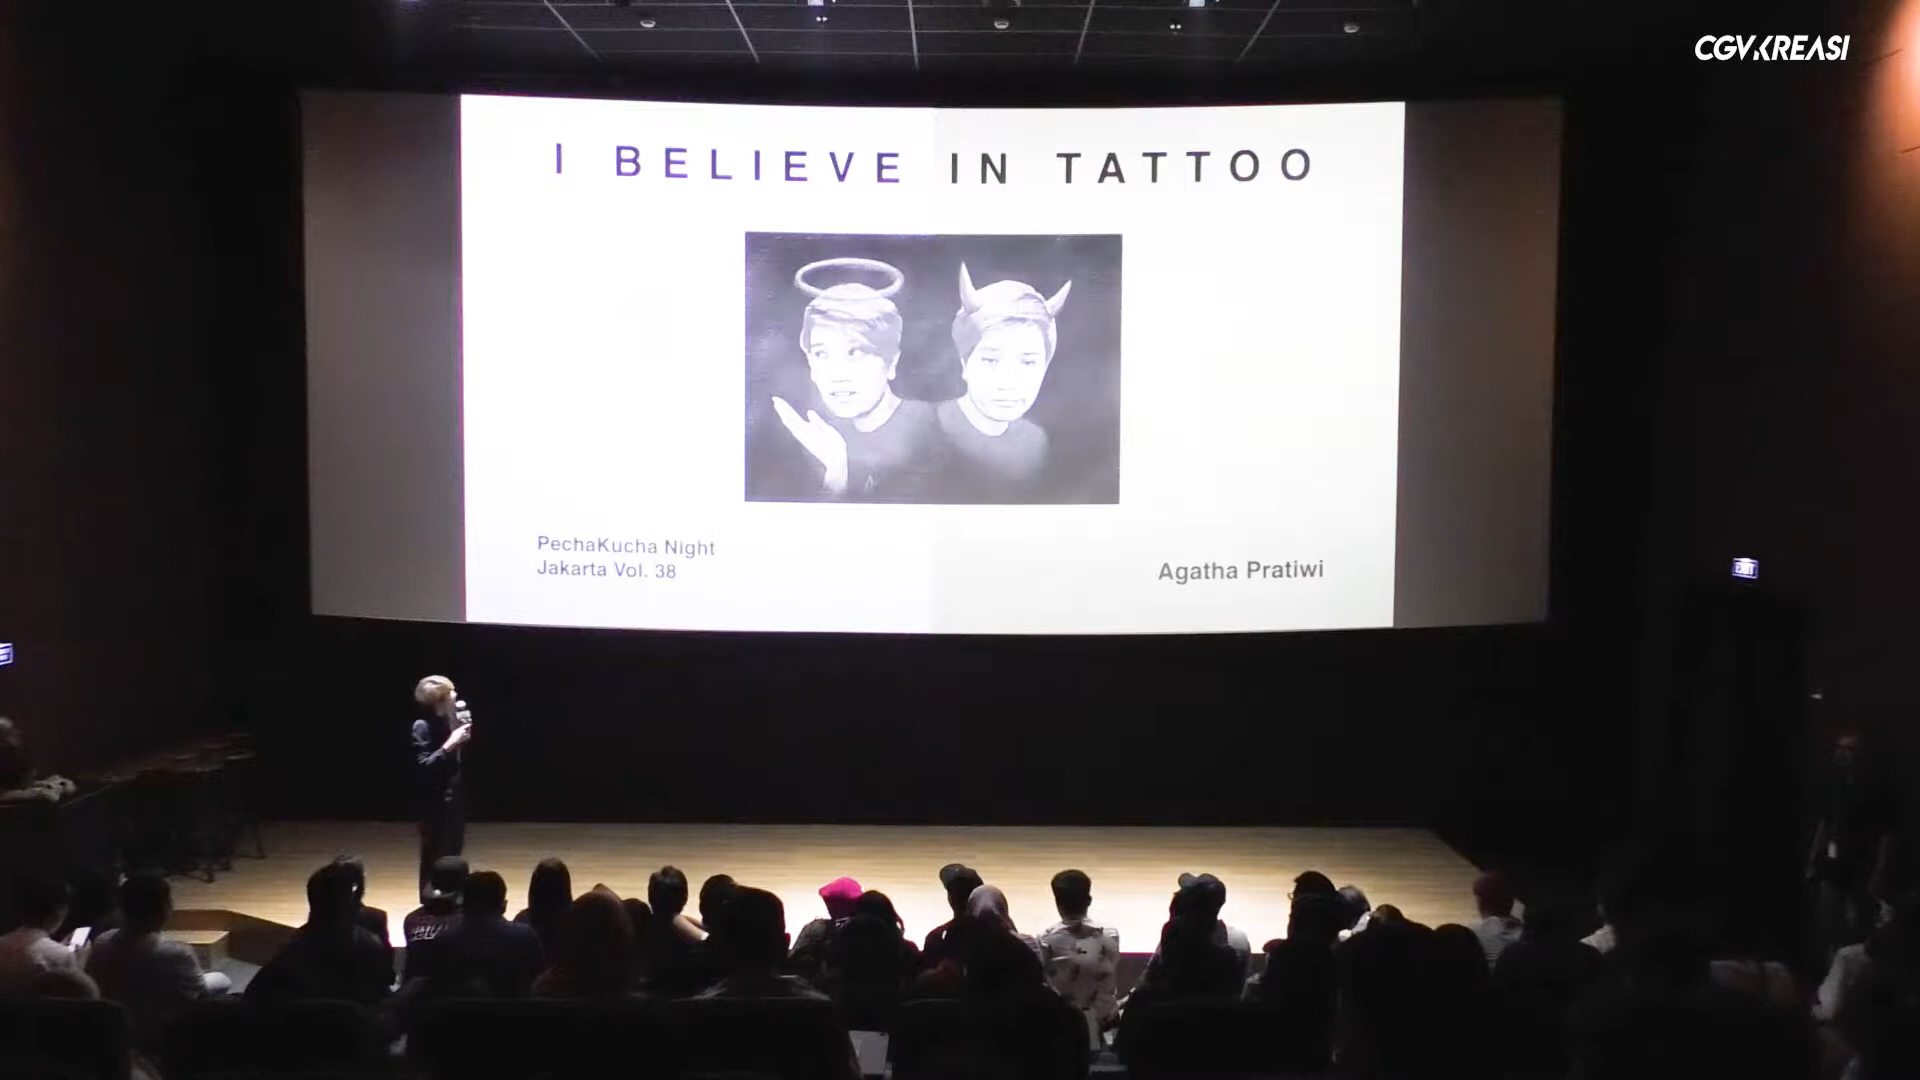 CGV KREASI
I BELIEVE IN TATTOO
PechaKucha Night
Jakarta Vol. 38
Agatha Pratiwi
EXIT